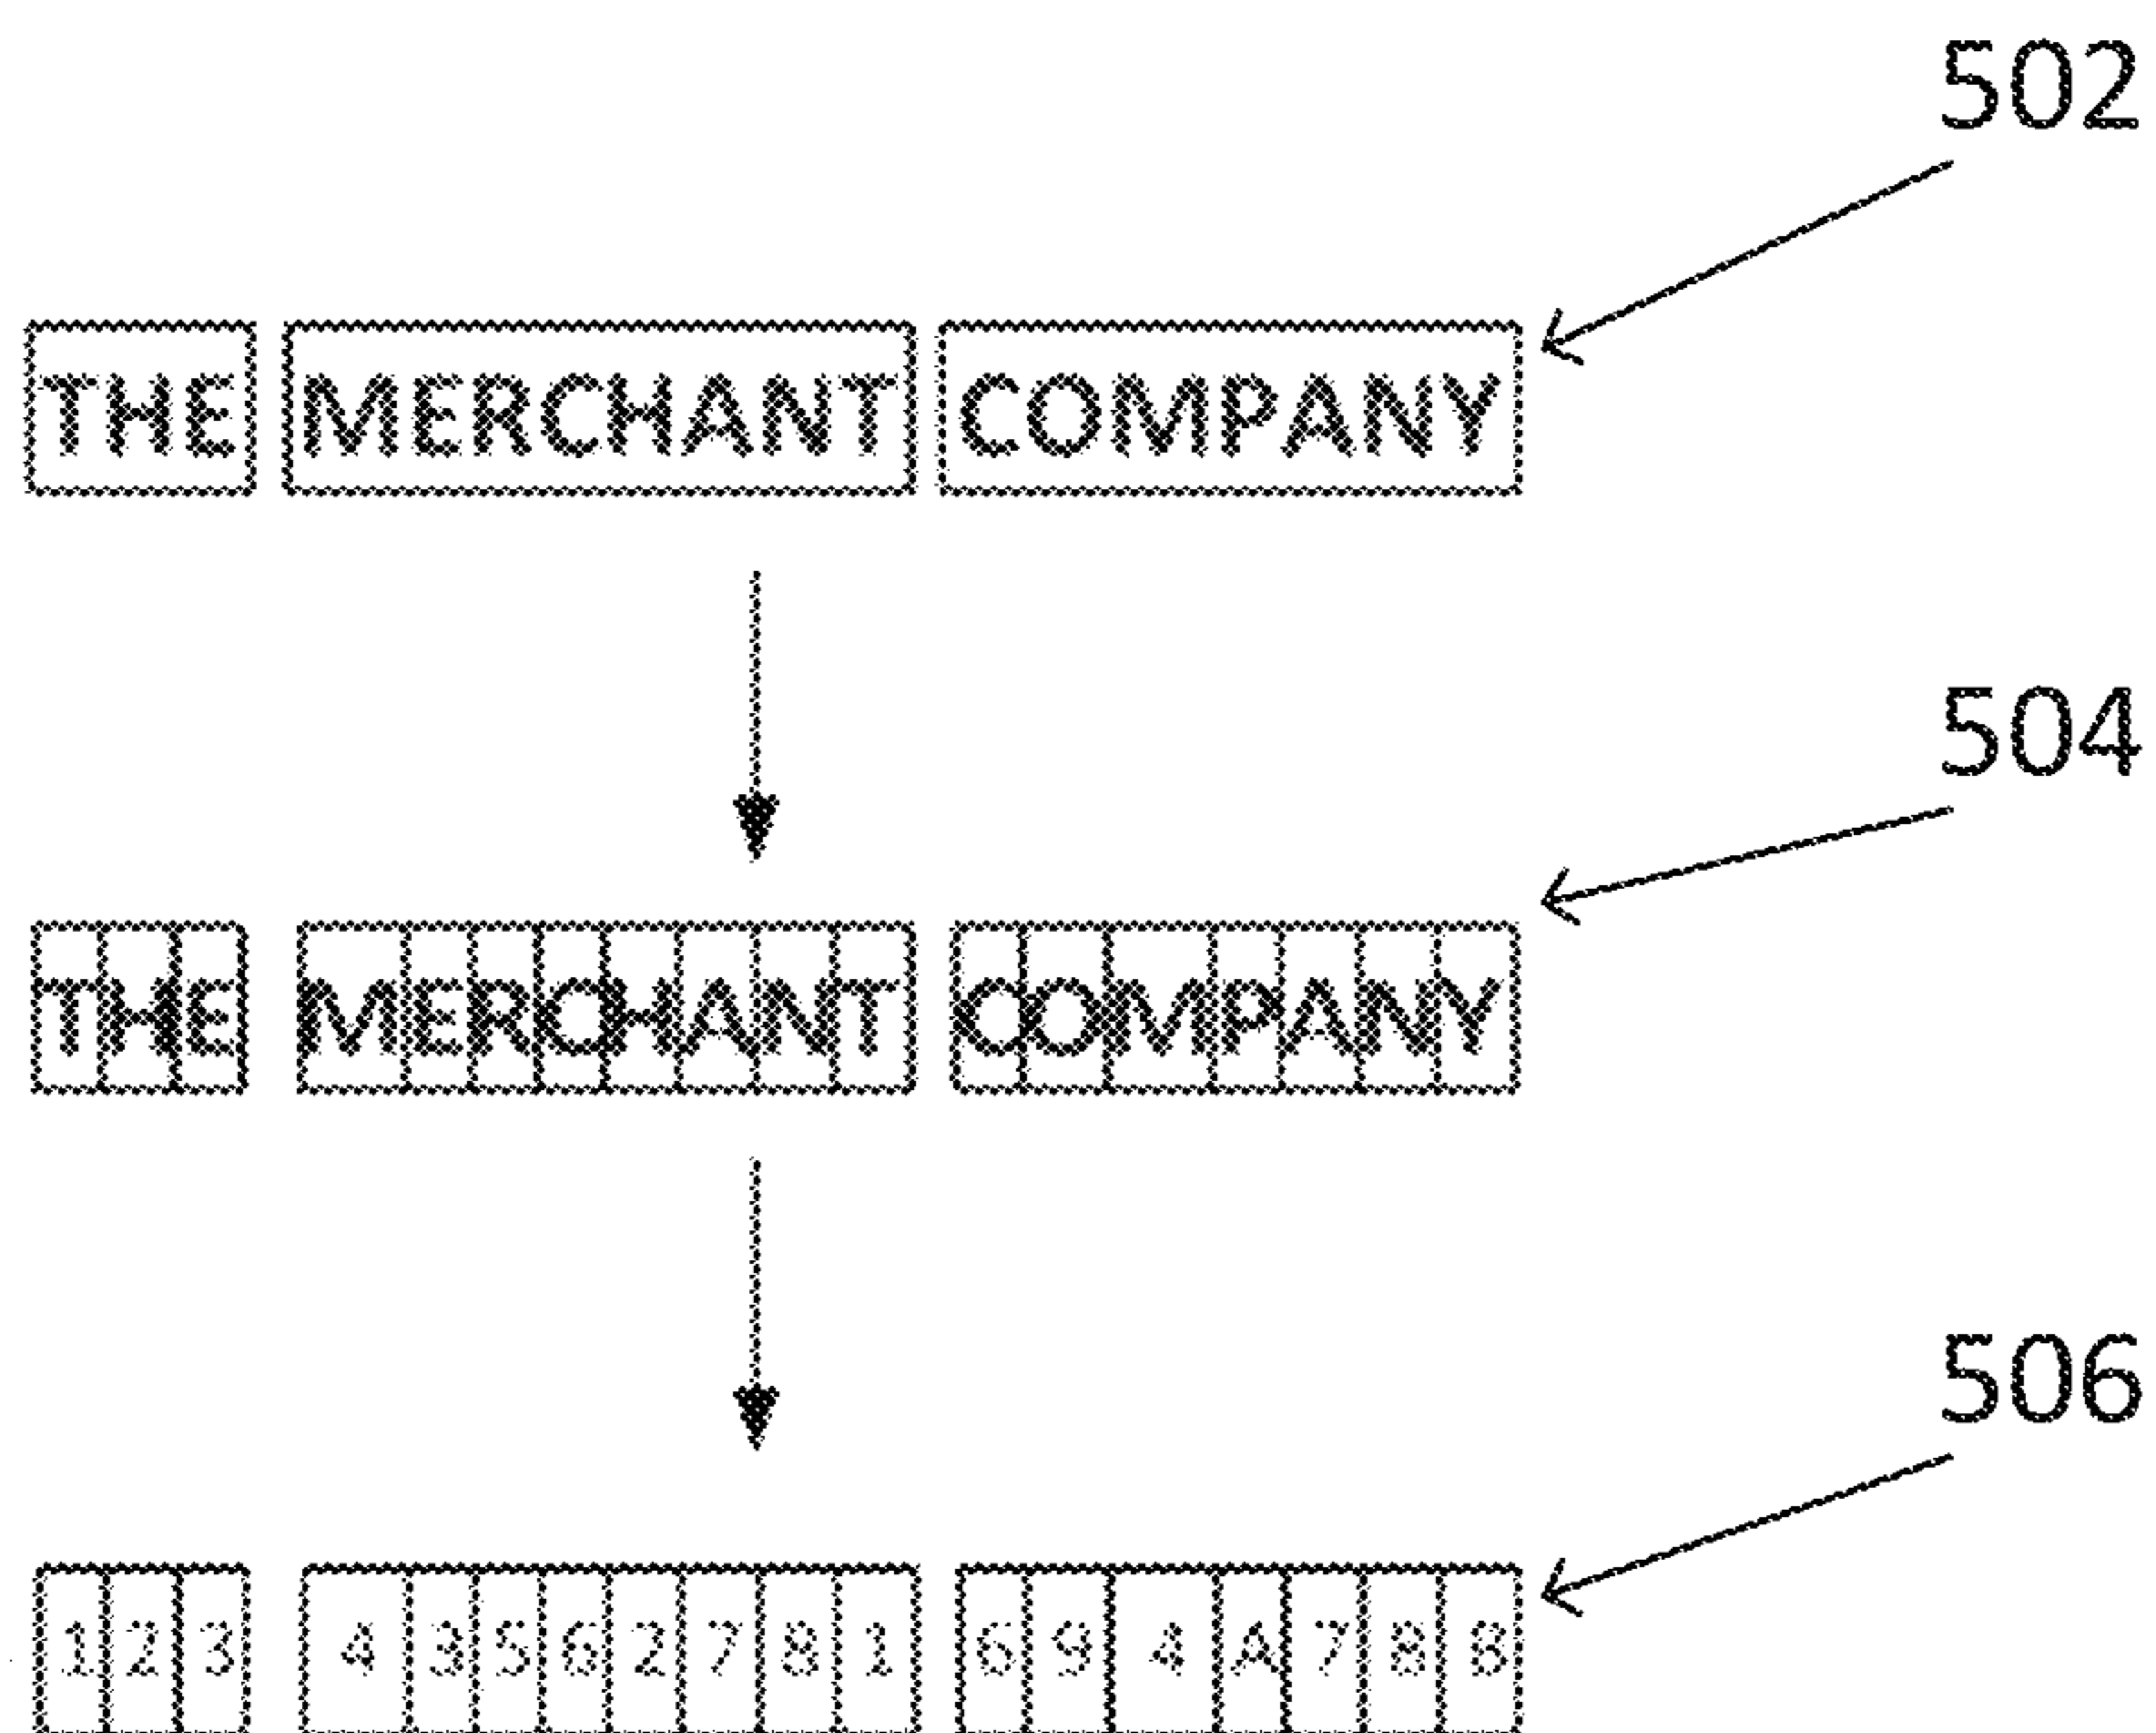 502
THE MERCHANT COMPANY
504
THE MERCHANT COMPANY
506
1 2 3 4 3 5 6 2 7 8 1 6 9 4 A 7 8 B